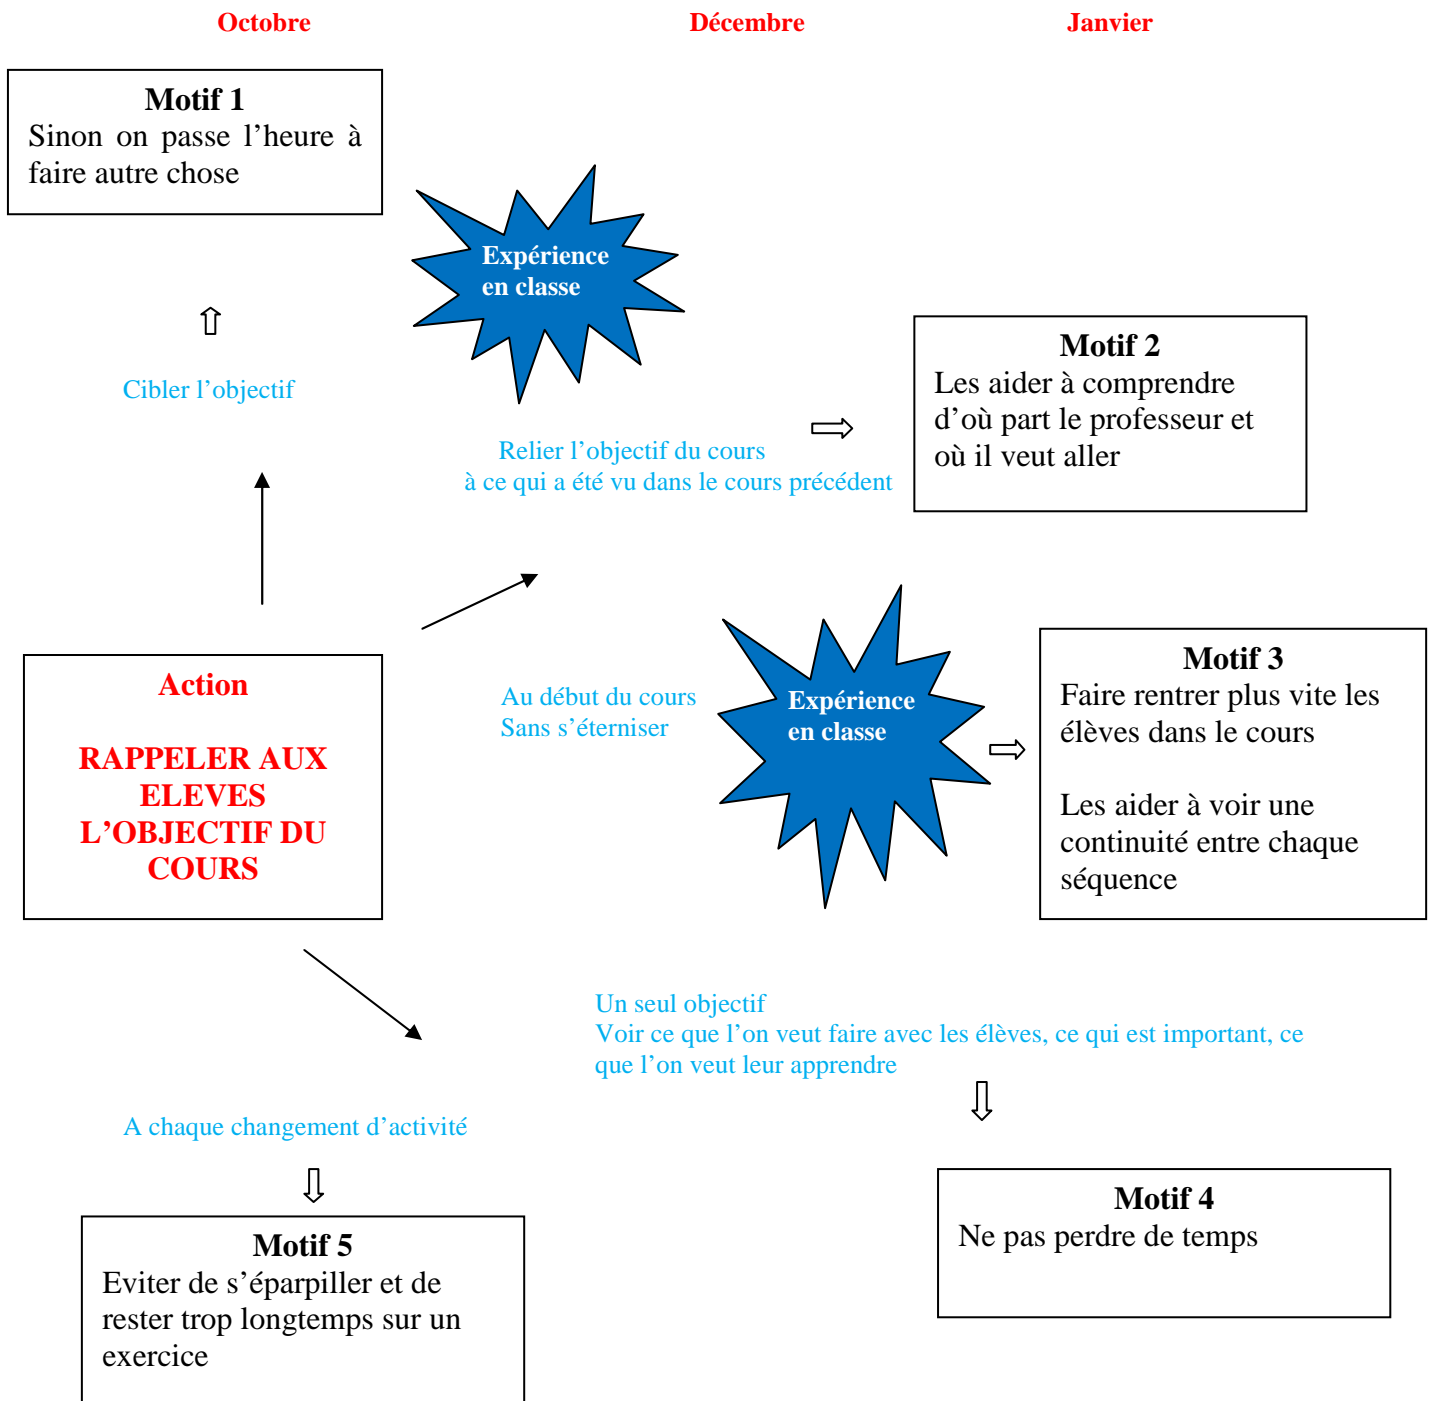 Octobre Décembre Janvier
Motif 1
Sinon on passe l’heure à
faire autre chose
Expérience
en classe
Cibler l’objectif
Motif 2
Les aider à comprendre
d’où part le professeur et
où il veut aller
Relier l’objectif du cours
à ce qui a été vu dans le cours précédent
Action
RAPPELER AUX
ELEVES
L’OBJECTIF DU
COURS
Au début du cours
Sans s’éterniser
Expérience
en classe
Motif 3
Faire rentrer plus vite les
élèves dans le cours
Les aider à voir une
continuité entre chaque
séquence
Un seul objectif
Voir ce que l’on veut faire avec les élèves, ce qui est important, ce
que l’on veut leur apprendre
A chaque changement d’activité
Motif 4
Ne pas perdre de temps
Motif 5
Eviter de s’éparpiller et de
rester trop longtemps sur un
exercice